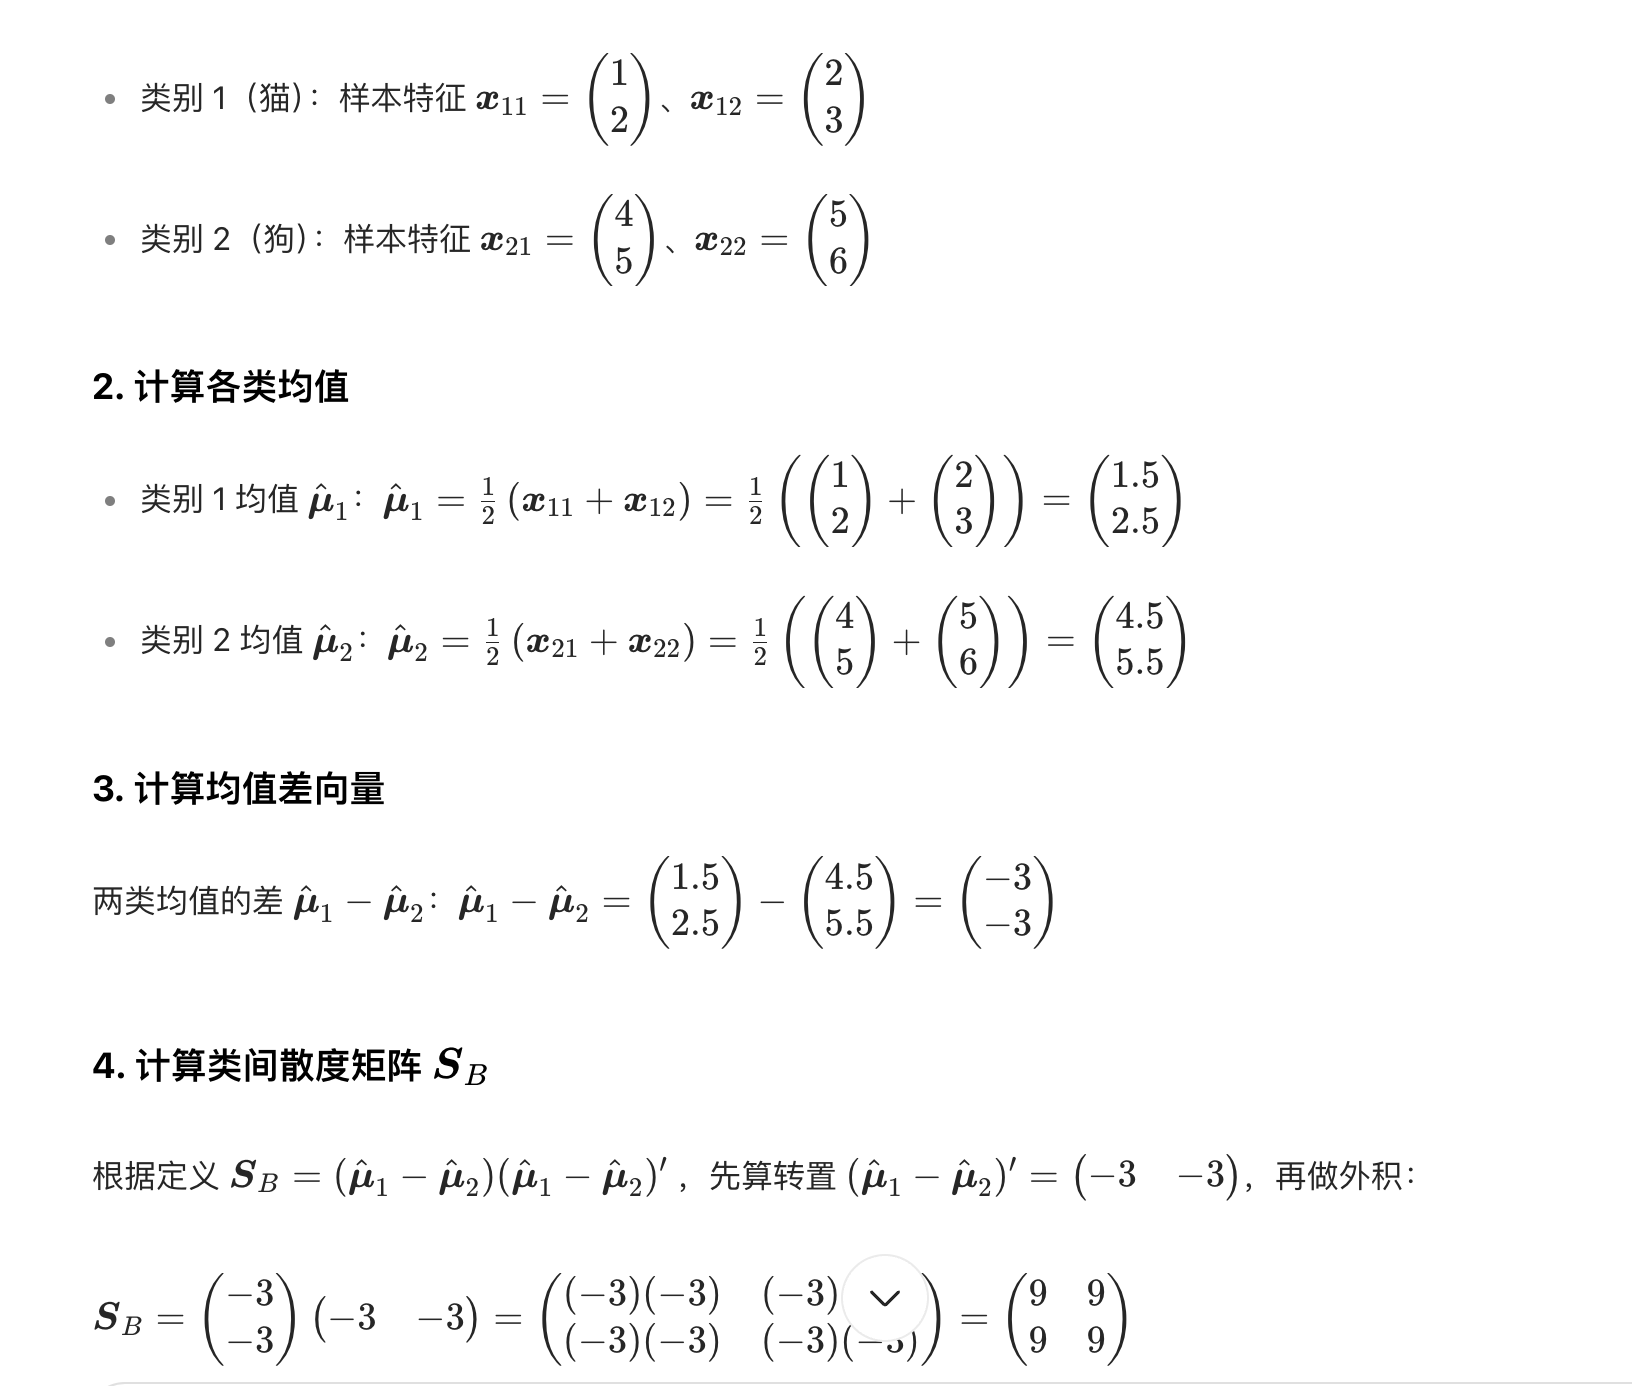 • 类别 1（猫）：样本特征 $\boldsymbol{x}_{11} = \begin{pmatrix} 1 \\ 2 \end{pmatrix}$、$\boldsymbol{x}_{12} = \begin{pmatrix} 2 \\ 3 \end{pmatrix}$
• 类别 2（狗）：样本特征 $\boldsymbol{x}_{21} = \begin{pmatrix} 4 \\ 5 \end{pmatrix}$、$\boldsymbol{x}_{22} = \begin{pmatrix} 5 \\ 6 \end{pmatrix}$
2. 计算各类均值
• 类别 1 均值 $\hat{\boldsymbol{\mu}}_1$：$\hat{\boldsymbol{\mu}}_1 = \frac{1}{2}(\boldsymbol{x}_{11} + \boldsymbol{x}_{12}) = \frac{1}{2}\left(\begin{pmatrix} 1 \\ 2 \end{pmatrix} + \begin{pmatrix} 2 \\ 3 \end{pmatrix}\right) = \begin{pmatrix} 1.5 \\ 2.5 \end{pmatrix}$
• 类别 2 均值 $\hat{\boldsymbol{\mu}}_2$：$\hat{\boldsymbol{\mu}}_2 = \frac{1}{2}(\boldsymbol{x}_{21} + \boldsymbol{x}_{22}) = \frac{1}{2}\left(\begin{pmatrix} 4 \\ 5 \end{pmatrix} + \begin{pmatrix} 5 \\ 6 \end{pmatrix}\right) = \begin{pmatrix} 4.5 \\ 5.5 \end{pmatrix}$
3. 计算均值差向量
两类均值的差 $\hat{\boldsymbol{\mu}}_1 - \hat{\boldsymbol{\mu}}_2$：$\hat{\boldsymbol{\mu}}_1 - \hat{\boldsymbol{\mu}}_2 = \begin{pmatrix} 1.5 \\ 2.5 \end{pmatrix} - \begin{pmatrix} 4.5 \\ 5.5 \end{pmatrix} = \begin{pmatrix} -3 \\ -3 \end{pmatrix}$
4. 计算类间散度矩阵 $\boldsymbol{S}_B$
根据定义 $\boldsymbol{S}_B = (\hat{\boldsymbol{\mu}}_1 - \hat{\boldsymbol{\mu}}_2)(\hat{\boldsymbol{\mu}}_1 - \hat{\boldsymbol{\mu}}_2)'$，先算转置 $(\hat{\boldsymbol{\mu}}_1 - \hat{\boldsymbol{\mu}}_2)' = \begin{pmatrix} -3 & -3 \end{pmatrix}$，再做外积：
$\boldsymbol{S}_B = \begin{pmatrix} -3 \\ -3 \end{pmatrix} \begin{pmatrix} -3 & -3 \end{pmatrix} = \begin{pmatrix} (-3)(-3) & (-3) \\ (-3)(-3) & (-3)(-3) \end{pmatrix} = \begin{pmatrix} 9 & 9 \\ 9 & 9 \end{pmatrix}$